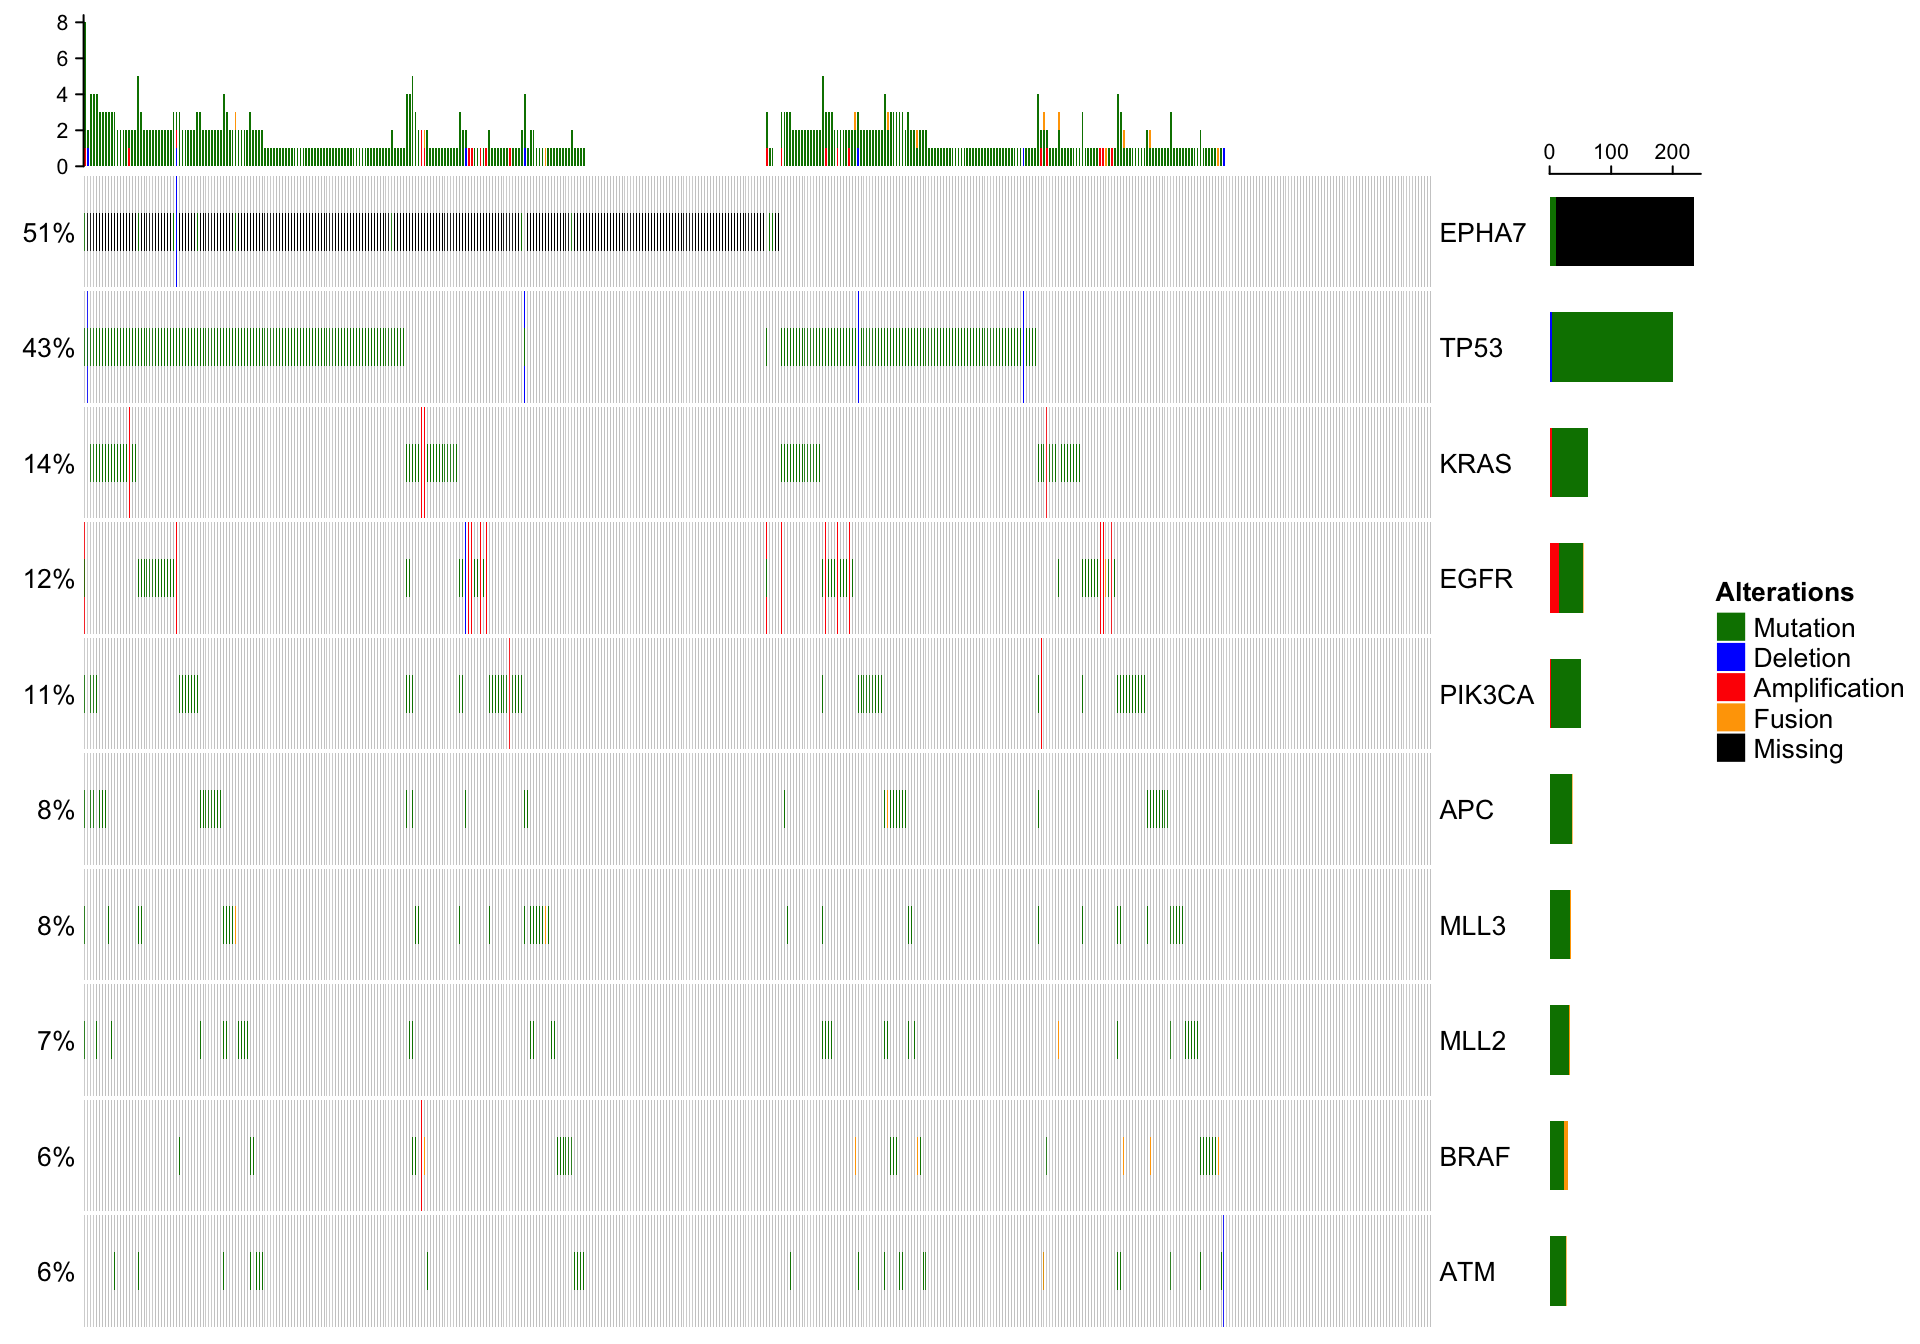 8
6
4
2
0
0 100 200
51% EPHA7
43% TP53
14% KRAS
12% EGFR
11% PIK3CA
8% APC
8% MLL3
7% MLL2
6% BRAF
6% ATM
Alterations
Mutation
Deletion
Amplification
Fusion
Missing